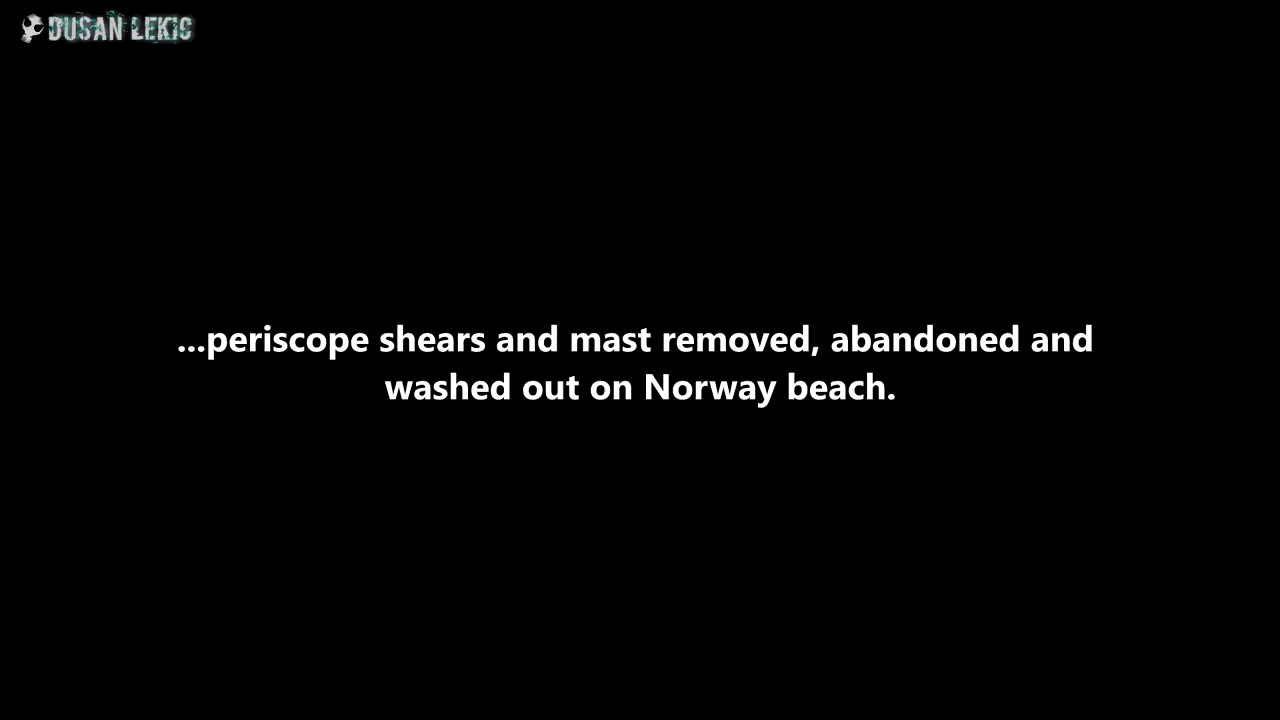 DUSAN LEKIC
...periscope shears and mast removed, abandoned and
washed out on Norway beach.